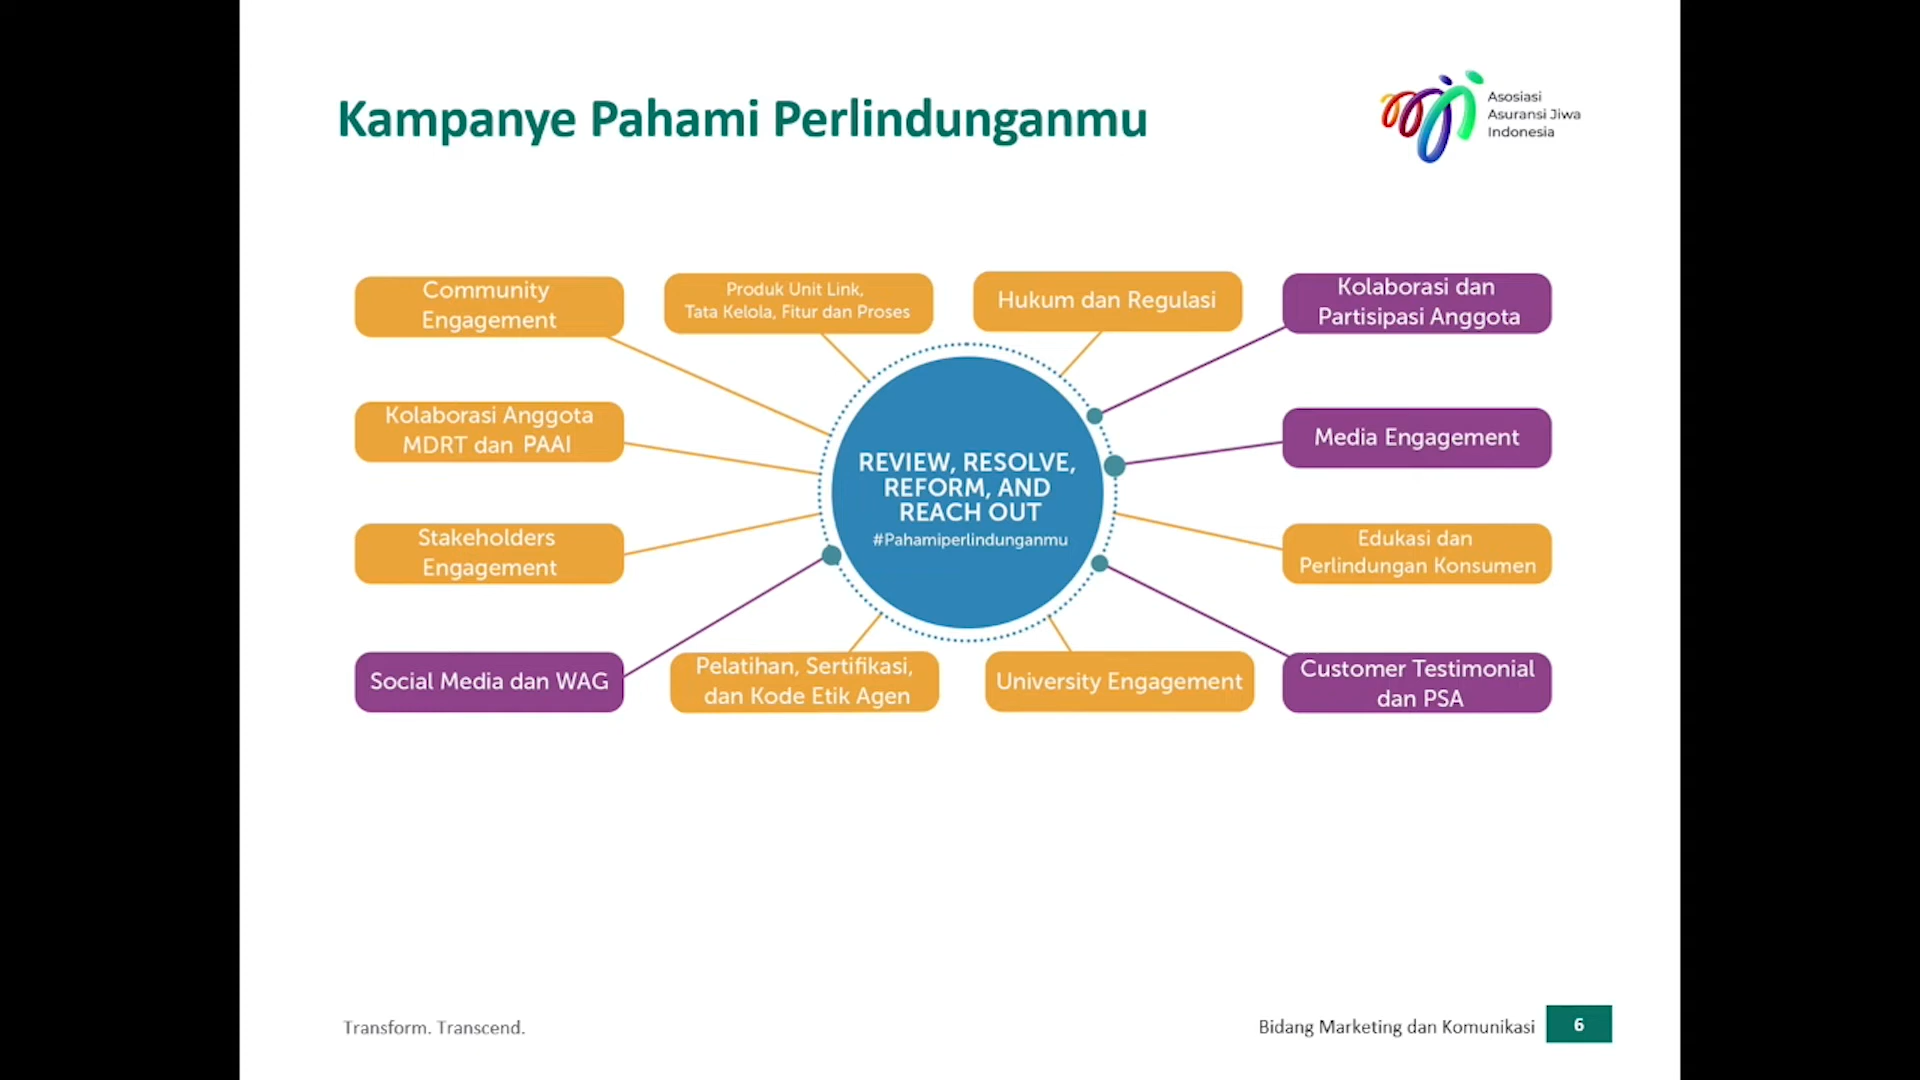 Kampanye Pahami Perlindunganmu
Asosiasi
Asuransi Jiwa
Indonesia
Community
Engagement
Produk Unit Link,
Tata Kelola, Fitur dan Proses
Hukum dan Regulasi
Kolaborasi dan
Partisipasi Anggota
Kolaborasi Anggota
MDRT dan PAAI
Media Engagement
REVIEW, RESOLVE,
REFORM, AND
REACH OUT
#Pahamiperlindunganmu
Stakeholders
Engagement
Edukasi dan
Perlindungan Konsumen
Social Media dan WAG
Pelatihan, Sertifikasi,
dan Kode Etik Agen
University Engagement
Customer Testimonial
dan PSA
Transform. Transcend.
Bidang Marketing dan Komunikasi
6